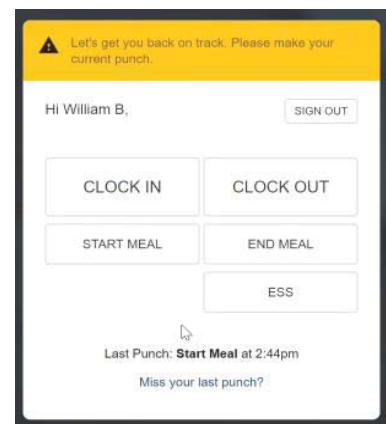 Let's get you back on track. Please make your
current punch.
Hi William B,
SIGN OUT
CLOCK IN
CLOCK OUT
START MEAL
END MEAL
ESS
Last Punch: Start Meal at 2:44pm
Miss your last punch?